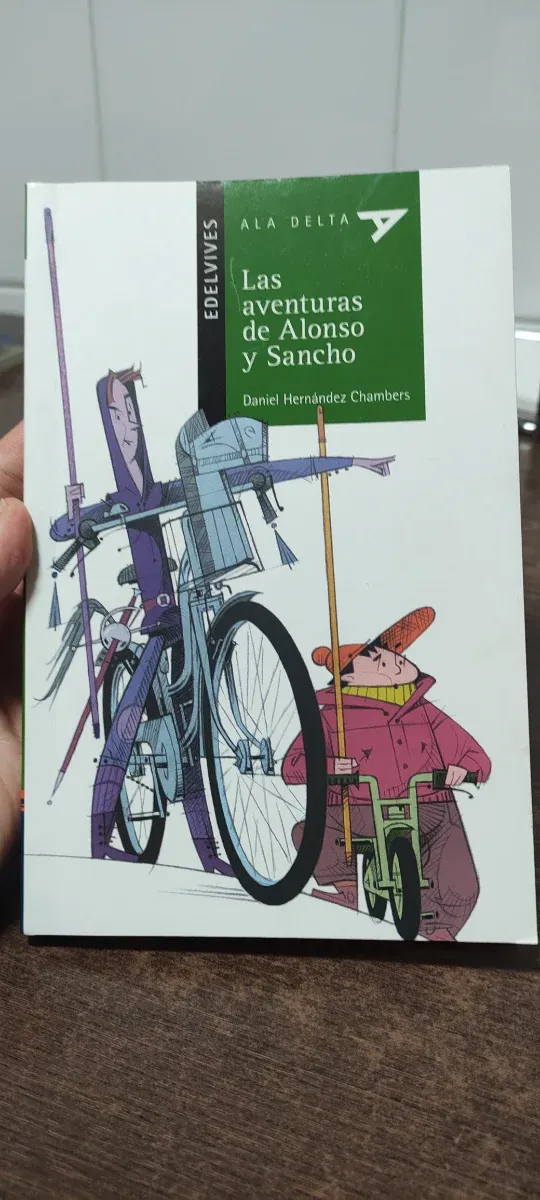 EDELVIVES
ALA DELTA
Las
aventuras
de Alonso
y Sancho
Daniel Hernández Chambers